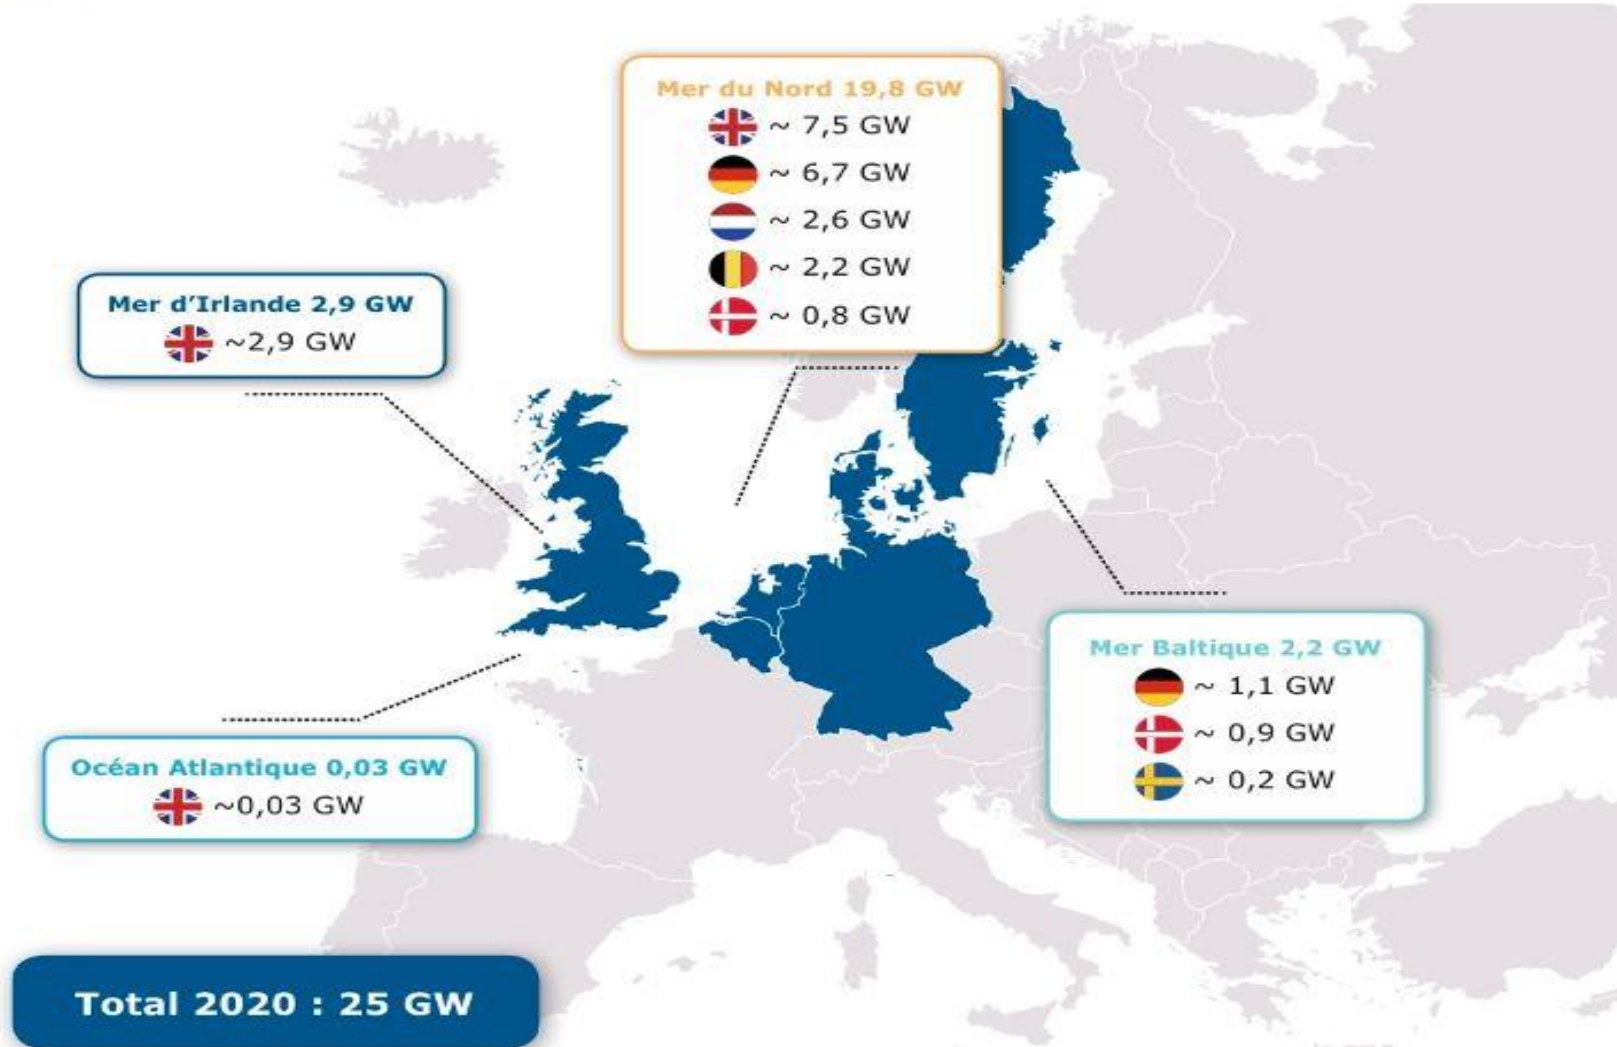 Mer du Nord 19,8 GW
~ 7,5 GW
~ 6,7 GW
~ 2,6 GW
~ 2,2 GW
~ 0,8 GW
Mer d’Irlande 2,9 GW
~2,9 GW
Mer Baltique 2,2 GW
~ 1,1 GW
~ 0,9 GW
~ 0,2 GW
Océan Atlantique 0,03 GW
~0,03 GW
Total 2020 : 25 GW